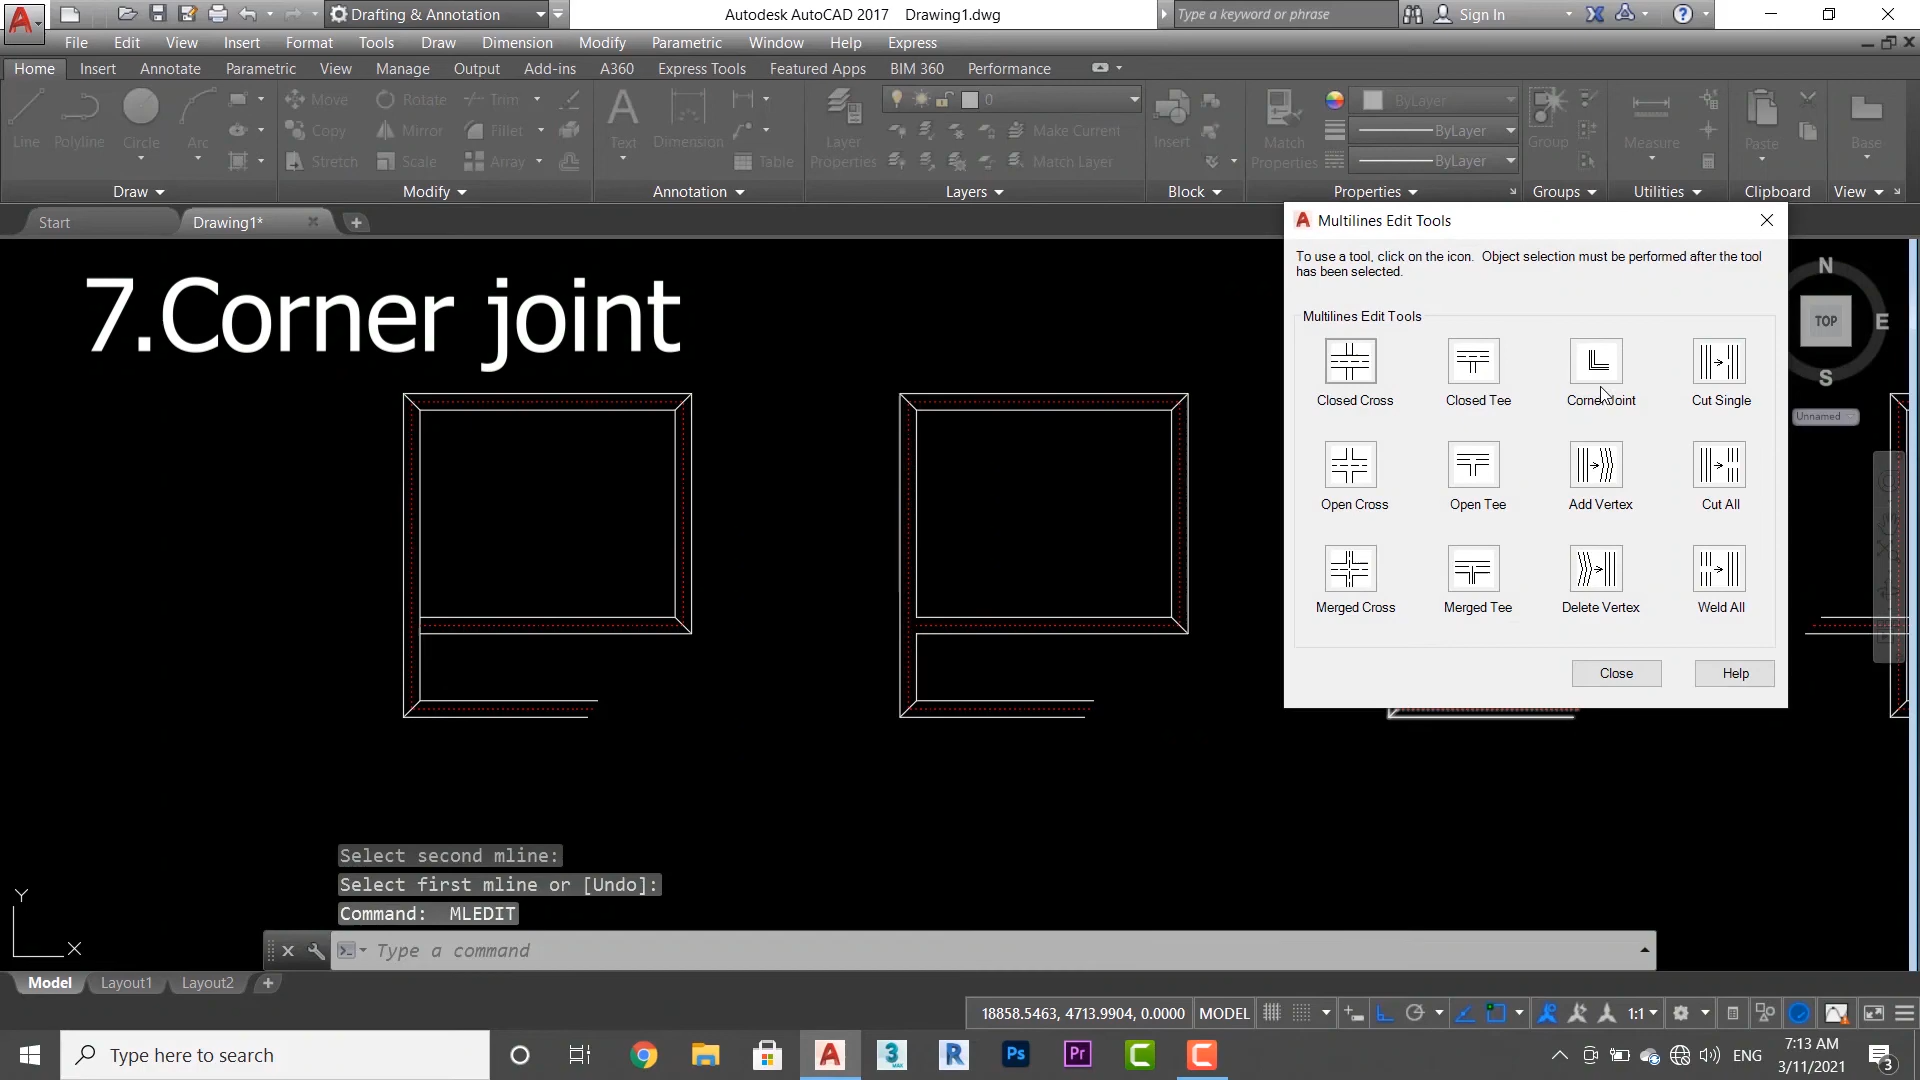 Drafting & Annotation
Autodesk AutoCAD 2017 Drawing1.dwg
Type a keyword or phrase
Sign In
File Edit View Insert Format Tools Draw Dimension Modify Parametric Window Help Express
Home Insert Annotate Parametric View Manage Output Add-ins A360 Express Tools Featured Apps BIM 360 Performance
Move Rotate Trim 0 ByLayer
Copy Mirror Fillet Make Current ByLayer
Line Polyline Circle Arc Text Dimension Layer Insert Match Group Measure Paste Base
Stretch Scale Array Table Properties Match Layer Properties ByLayer
Draw Modify Annotation Layers Block Properties Groups Utilities Clipboard View
Start Drawing1*
Multilines Edit Tools
To use a tool, click on the icon. Object selection must be performed after the tool
has been selected.
7.Corner joint
Multilines Edit Tools
N
TOP
E
S
Closed Cross Closed Tee Corner Joint Cut Single
Unnamed
Open Cross Open Tee Add Vertex Cut All
Merged Cross Merged Tee Delete Vertex Weld All
Close Help
Select second mline:
Select first mline or [Undo]:
Command: MLEDIT
Y
X
Type a command
Model Layout1 Layout2
18858.5463, 4713.9904, 0.0000 MODEL 1:1
Type here to search
3
MAX
R
Ps
Pr
C
C
ENG
7:13 AM
3/11/2021
3